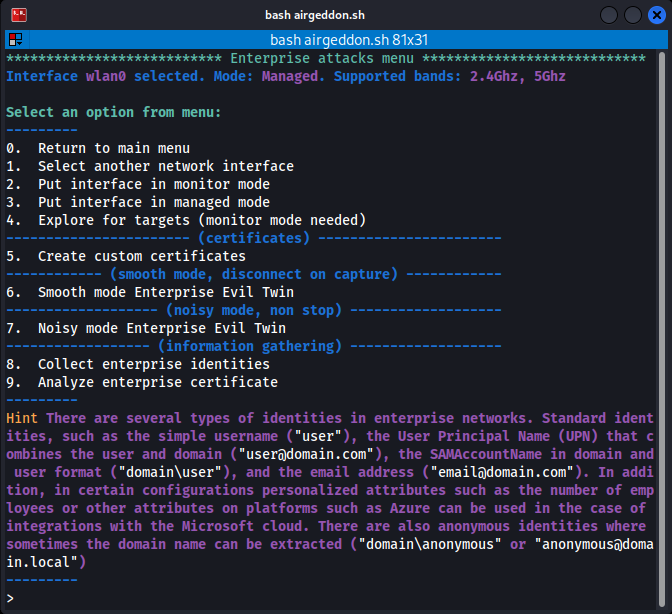 bash airgeddon.sh
bash airgeddon.sh 81x31
*************************** Enterprise attacks menu ****************************
Interface wlan0 selected. Mode: Managed. Supported bands: 2.4Ghz, 5Ghz
Select an option from menu:
---------
0.  Return to main menu
1.  Select another network interface
2.  Put interface in monitor mode
3.  Put interface in managed mode
4.  Explore for targets (monitor mode needed)
----------------------- (certificates) -----------------------
5.  Create custom certificates
------------ (smooth mode, disconnect on capture) ------------
6.  Smooth mode Enterprise Evil Twin
------------------- (noisy mode, non stop) -------------------
7.  Noisy mode Enterprise Evil Twin
------------------ (information gathering) -------------------
8.  Collect enterprise identities
9.  Analyze enterprise certificate
---------
Hint There are several types of identities in enterprise networks. Standard ident
ities, such as the simple username ("user"), the User Principal Name (UPN) that c
ombines the user and domain ("user@domain.com"), the SAMAccountName in domain and
 user format ("domain\user"), and the email address ("email@domain.com"). In addi
tion, in certain configurations personalized attributes such as the number of emp
loyees or other attributes on platforms such as Azure can be used in the case of
integrations with the Microsoft cloud. There are also anonymous identities where
sometimes the domain name can be extracted ("domain\anonymous" or "anonymous@doma
in.local")
---------
>